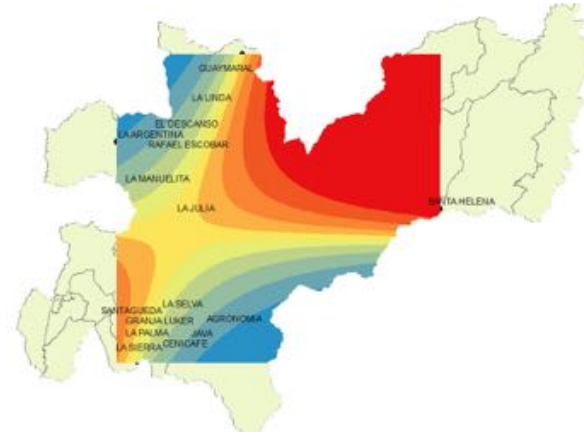 GUAYMARAL
LA LINDA
EL DESCANSO
LA ARGENTINA
RAFAEL ESCOBAR
LA MANUELITA
SANTA HELENA
LA JULIA
LA SELVA
SANTAGUEDA
GRANJA LUKER
AGRONOMIA
LA PALMA
JAVA
CENICAFE
LA SIERRA